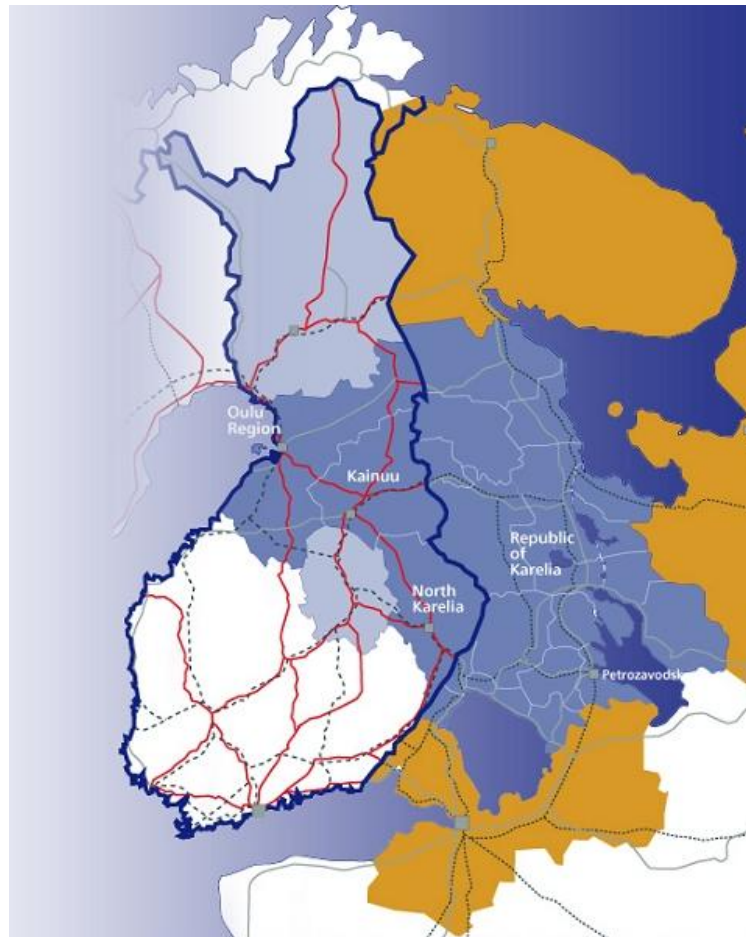 Oulu
Region
Kainuu
Republic
of
Karelia
North
Karelia
Petrozavodsk